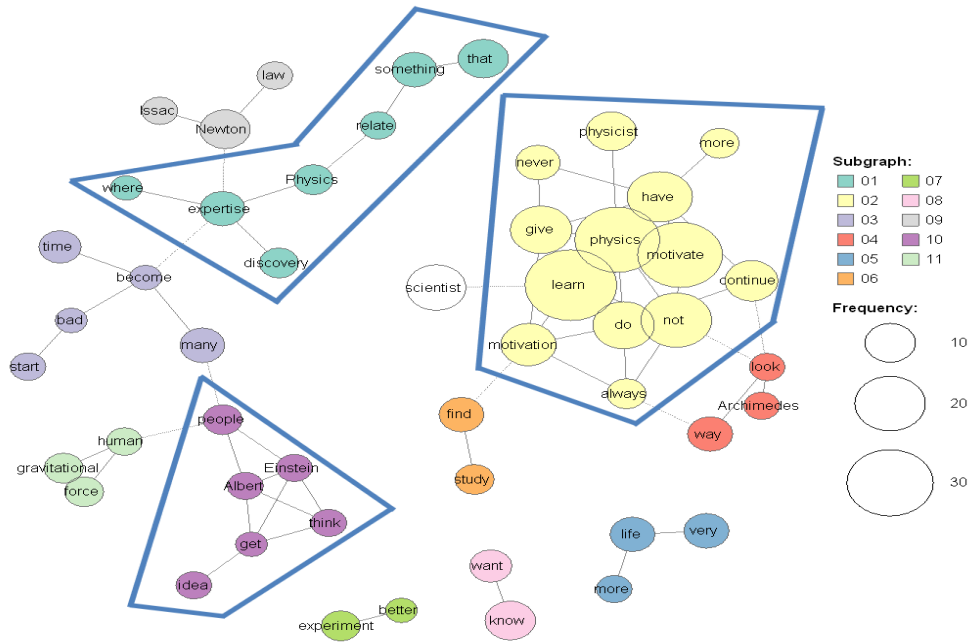 that
something
law
Issac
Newton
relate
physicist
more
never
where
Physics
have
expertise
give
physics
motivate
time
discovery
become
scientist
learn
continue
bad
do
not
many
motivation
start
look
always
Archimedes
people
find
way
human
gravitational
Einstein
force
Albert
study
think
get
life
very
want
idea
more
better
experiment
know
Subgraph:
01 07
02 08
03 09
04 10
05 11
06
Frequency:
10
20
30